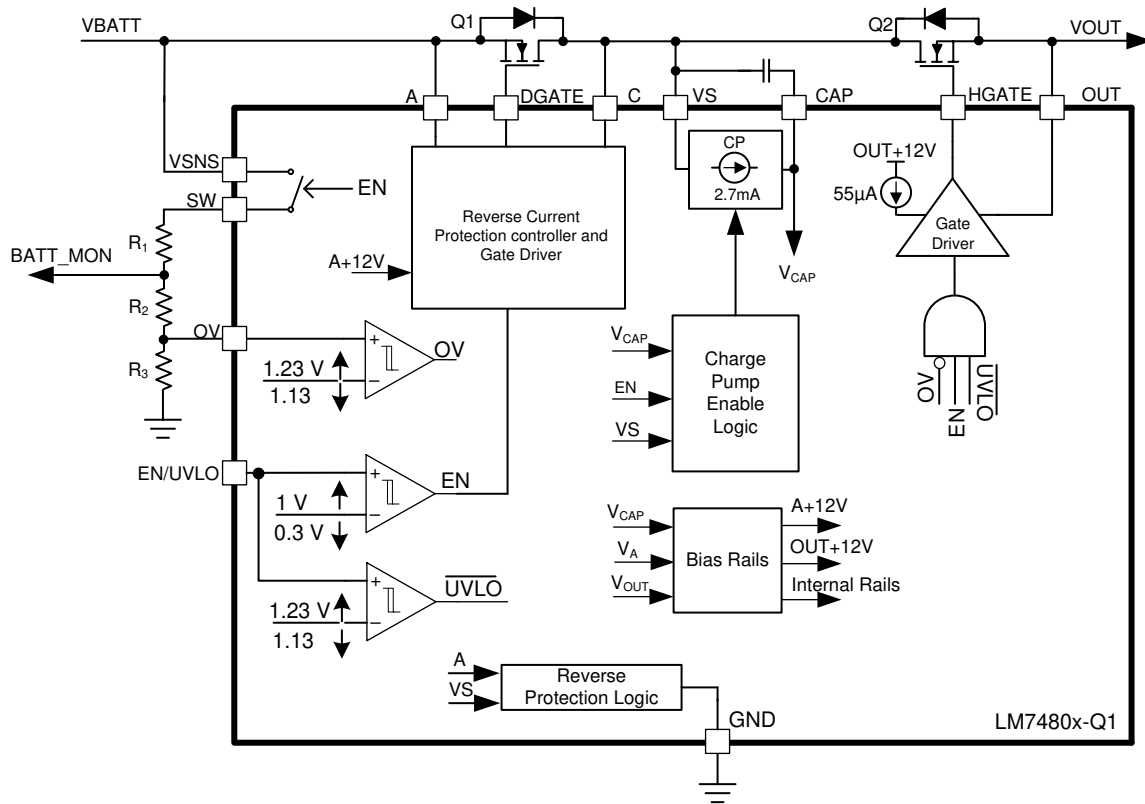 VBATT
Q1
Q2
VOUT
A
DGATE
C
VS
CAP
HGATE
OUT
VSNS
SW
EN
R1
BATT_MON
R2
OV
R3
Reverse Current
Protection controller and
Gate Driver
A+12V
CP
2.7mA
VCAP
OUT+12V
55µA
Gate
Driver
OV
EN
UVLO
1.23 V
1.13
OV
VCAP
EN
VS
Charge
Pump
Enable
Logic
EN/UVLO
1 V
0.3 V
EN
1.23 V
1.13
UVLO
VCAP
VA
VOUT
Bias Rails
A+12V
OUT+12V
Internal Rails
A
VS
Reverse
Protection Logic
GND
LM7480x-Q1